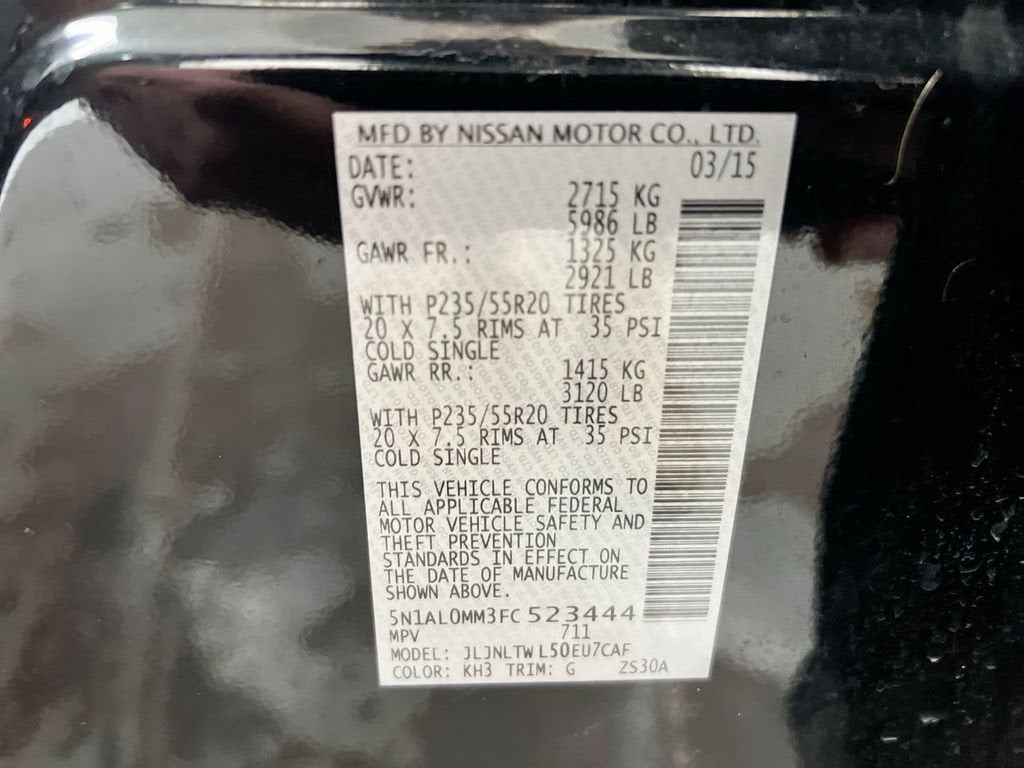 MFD BY NISSAN MOTOR CO., LTD.
DATE: 03/15
GVWR: 2715 KG
5986 LB
GAWR FR.: 1325 KG
2921 LB
WITH P235/55R20 TIRES
20 X 7.5 RIMS AT 35 PSI
COLD SINGLE
GAWR RR.: 1415 KG
3120 LB
WITH P235/55R20 TIRES
20 X 7.5 RIMS AT 35 PSI
COLD SINGLE
THIS VEHICLE CONFORMS TO
ALL APPLICABLE FEDERAL
MOTOR VEHICLE SAFETY AND
THEFT PREVENTION
STANDARDS IN EFFECT ON
THE DATE OF MANUFACTURE
SHOWN ABOVE.
5N1AL0MM3FC 523444
MPV 711
MODEL: JLJNLTW L50EU7CAF
COLOR: KH3 TRIM: G ZS30A